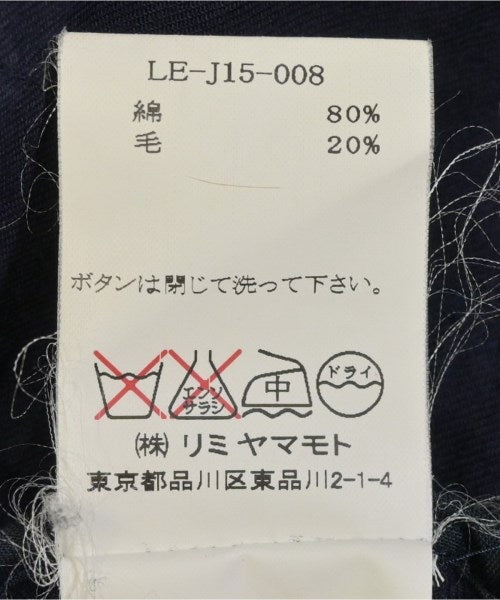 LE-J15-008
綿 80%
毛 20%
ボタンは閉じて洗って下さい。
エンソ
サラシ
中
ドライ
(株) リミ ヤマモト
東京都品川区東品川2-1-4